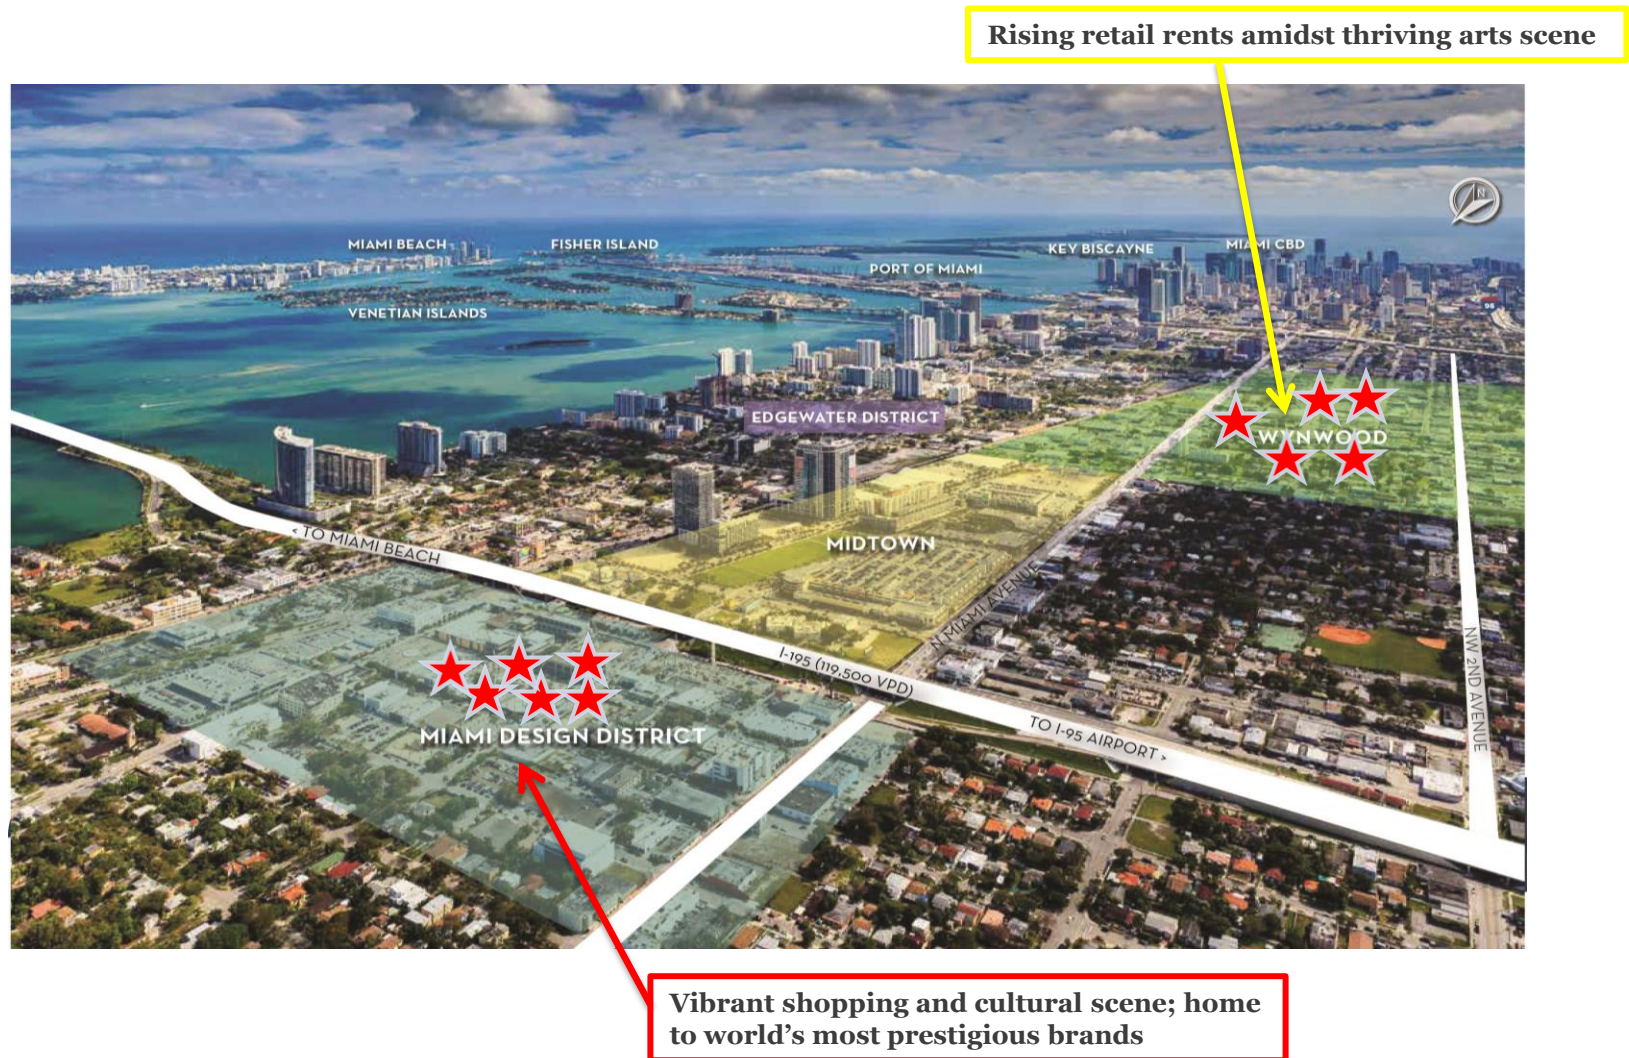 Rising retail rents amidst thriving arts scene
N
MIAMI BEACH
FISHER ISLAND
KEY BISCAYNE
MIAMI CBD
PORT OF MIAMI
VENETIAN ISLANDS
95
EDGEWATER DISTRICT
WYNWOOD
< TO MIAMI BEACH
MIDTOWN
N MIAMI AVENUE
I-195 (119,500 VPD)
NW 2ND AVENUE
MIAMI DESIGN DISTRICT
TO I-95 AIRPORT >
Vibrant shopping and cultural scene; home
to world's most prestigious brands